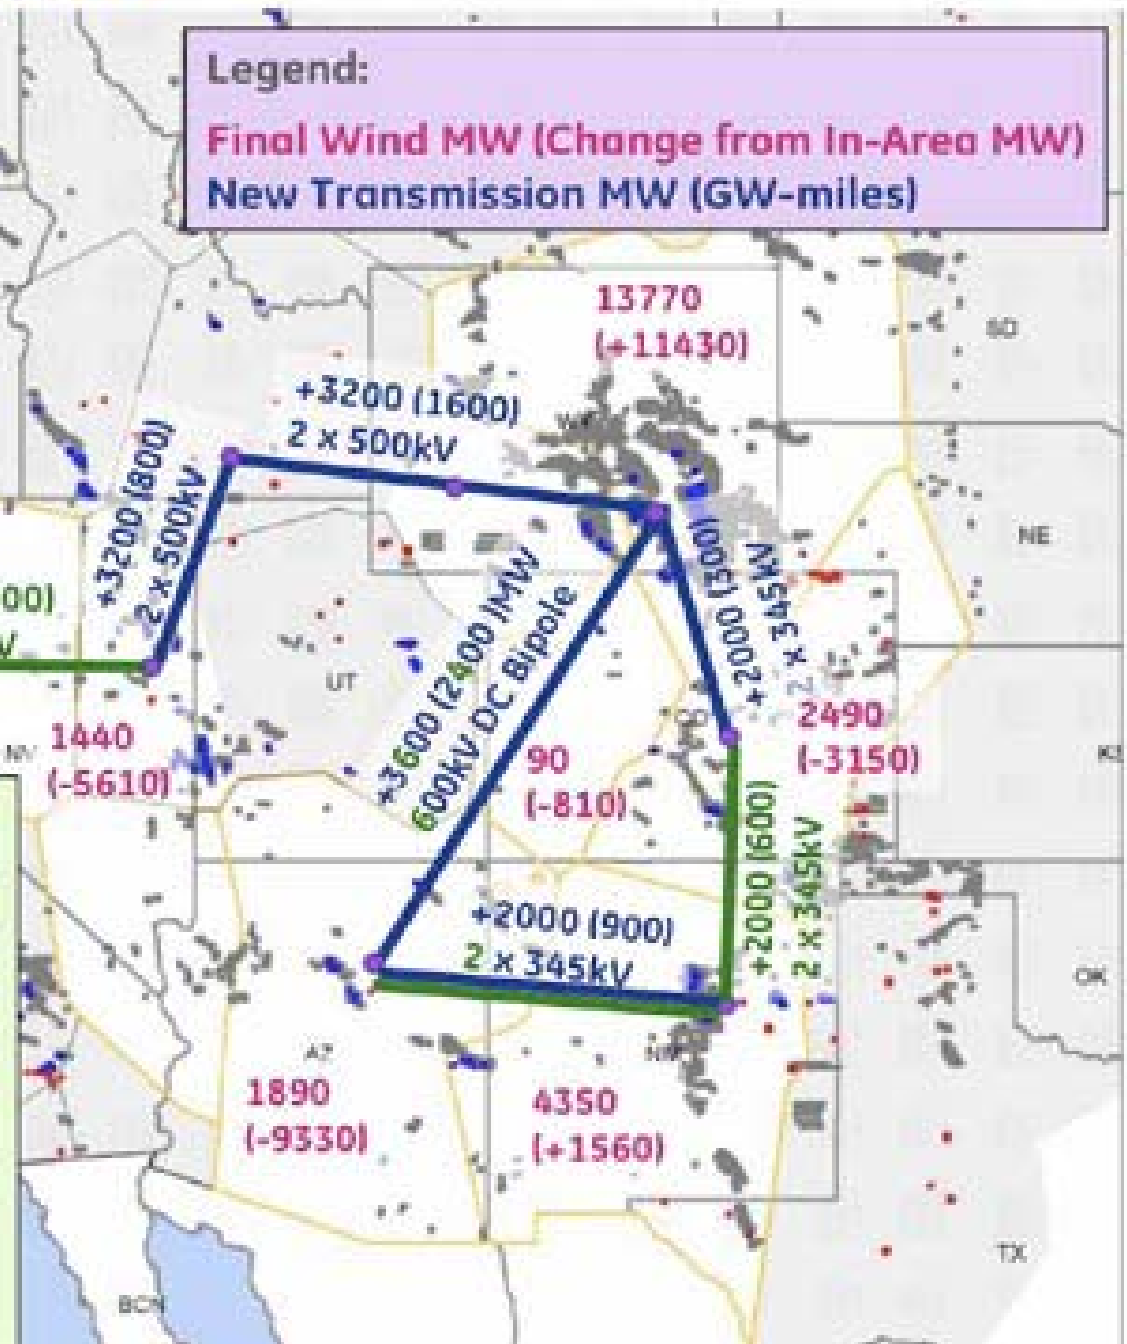 Legend:
Final Wind MW (Change from In-Area MW)
New Transmission MW (GW-miles)
13770
(+11430)
SD
+3200 (1600)
2 x 500kV
+3200 (800)
2 x 500kV
NE
+2000 (300)
2 x 345kV
00)
V
+3600 (2400)MW
600kV DC Bipole
UT
NV
1440
(-5610)
90
(-810)
2490
(-3150)
KS
+2000 (600)
2 x 345kV
+2000 (900)
2 x 345kV
OK
AZ
NM
1890
(-9330)
4350
(+1560)
TX
BCN